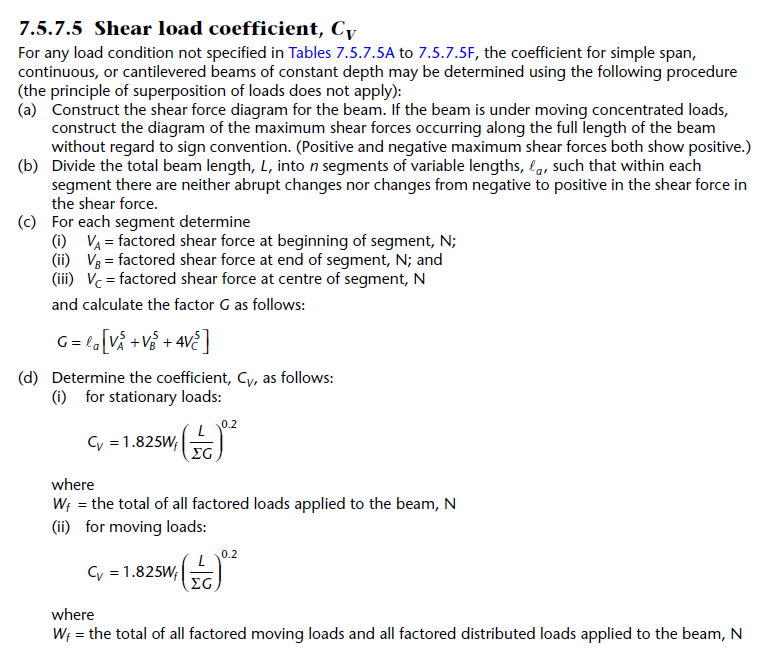 7.5.7.5 Shear load coefficient, C_V
For any load condition not specified in Tables 7.5.7.5A to 7.5.7.5F, the coefficient for simple span,
continuous, or cantilevered beams of constant depth may be determined using the following procedure
(the principle of superposition of loads does not apply):
(a) Construct the shear force diagram for the beam. If the beam is under moving concentrated loads,
construct the diagram of the maximum shear forces occurring along the full length of the beam
without regard to sign convention. (Positive and negative maximum shear forces both show positive.)
(b) Divide the total beam length, L, into n segments of variable lengths, ℓ_a, such that within each
segment there are neither abrupt changes nor changes from negative to positive in the shear force in
the shear force.
(c) For each segment determine
(i) V_A = factored shear force at beginning of segment, N;
(ii) V_B = factored shear force at end of segment, N; and
(iii) V_C = factored shear force at centre of segment, N
and calculate the factor G as follows:
G = ℓ_a [V_A^5 + V_B^5 + 4V_C^5]
(d) Determine the coefficient, C_V, as follows:
(i) for stationary loads:
C_V = 1.825W_f (L / ΣG)^0.2
where
W_f = the total of all factored loads applied to the beam, N
(ii) for moving loads:
C_V = 1.825W_f (L / ΣG)^0.2
where
W_f = the total of all factored moving loads and all factored distributed loads applied to the beam, N